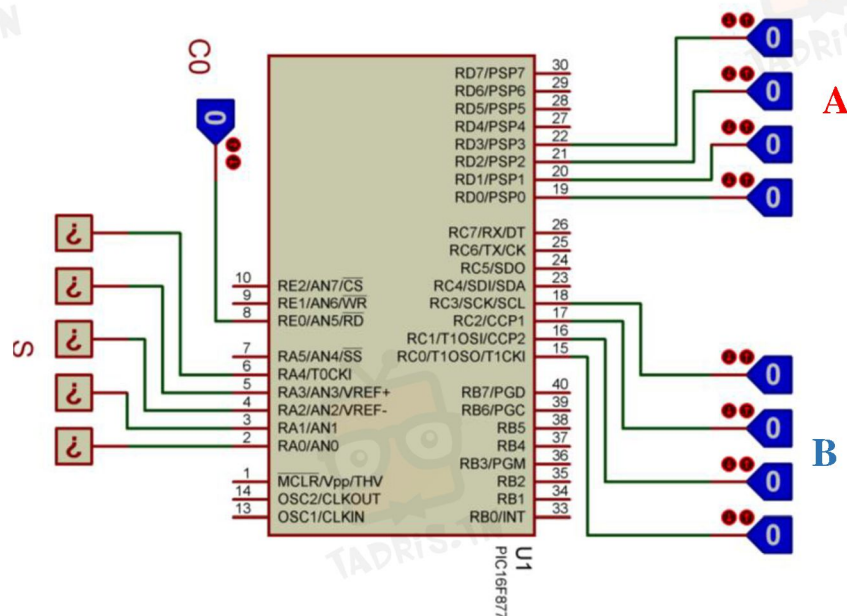 C0
0
A
0
0
0
0
RD7/PSP7 30
RD6/PSP6 29
RD5/PSP5 28
RD4/PSP4 27
RD3/PSP3 22
RD2/PSP2 21
RD1/PSP1 20
RD0/PSP0 19
RC7/RX/DT 26
RC6/TX/CK 25
RC5/SDO 24
RC4/SDI/SDA 23
RC3/SCK/SCL 18
RC2/CCP1 17
RC1/T1OSI/CCP2 16
RC0/T1OSO/T1CKI 15
RB7/PGD 40
RB6/PGC 39
RB5 38
RB4 37
RB3/PGM 36
RB2 35
RB1 34
RB0/INT 33
10 RE2/AN7/CS
9 RE1/AN6/WR
8 RE0/AN5/RD
7 RA5/AN4/SS
6 RA4/T0CKI
5 RA3/AN3/VREF+
4 RA2/AN2/VREF-
3 RA1/AN1
2 RA0/AN0
1 MCLR/Vpp/THV
14 OSC2/CLKOUT
13 OSC1/CLKIN
?
?
?
?
?
S
0
0
B
0
0
U1
PIC16F877
TADRIS.TN